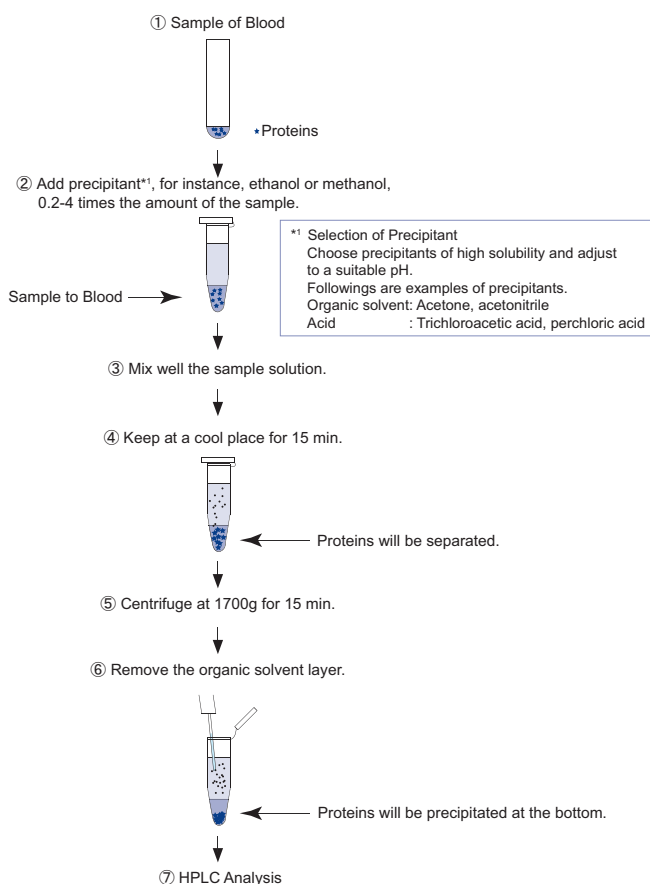 ① Sample of Blood
★Proteins
② Add precipitant*1, for instance, ethanol or methanol,
0.2-4 times the amount of the sample.
*1 Selection of Precipitant
Choose precipitants of high solubility and adjust
to a suitable pH.
Followings are examples of precipitants.
Organic solvent: Acetone, acetonitrile
Acid : Trichloroacetic acid, perchloric acid
Sample to Blood
③ Mix well the sample solution.
④ Keep at a cool place for 15 min.
Proteins will be separated.
⑤ Centrifuge at 1700g for 15 min.
⑥ Remove the organic solvent layer.
Proteins will be precipitated at the bottom.
⑦ HPLC Analysis